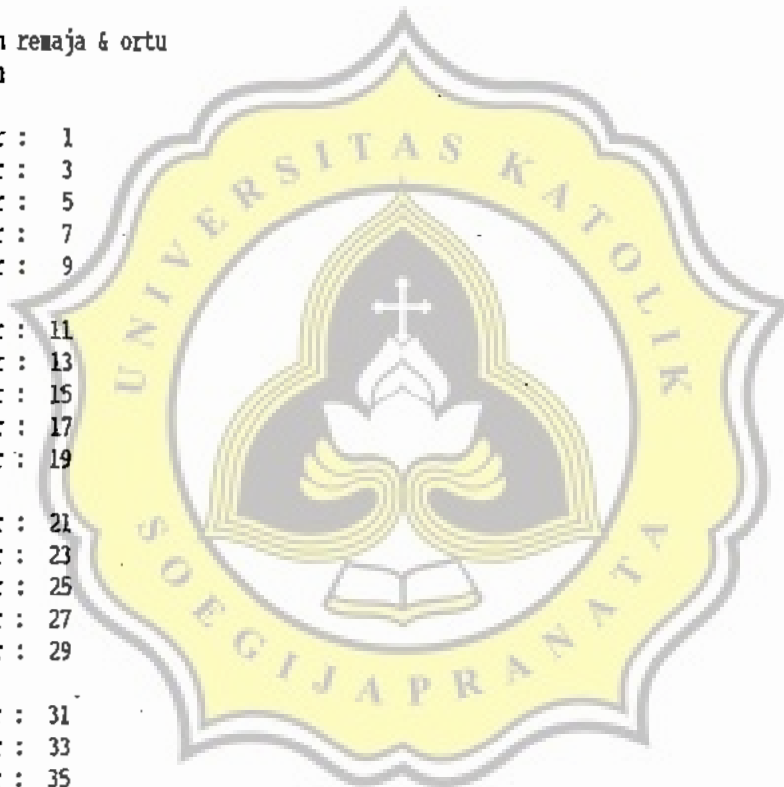 remaja & ortu
r : 1
r : 3
r : 5
r : 7
r : 9
r : 11
r : 13
r : 15
r : 17
r : 19
r : 21
r : 23
r : 25
r : 27
r : 29
r : 31
r : 33
r : 35
UNIVERSITAS KATOLIK
SOEGIJAPRANATA